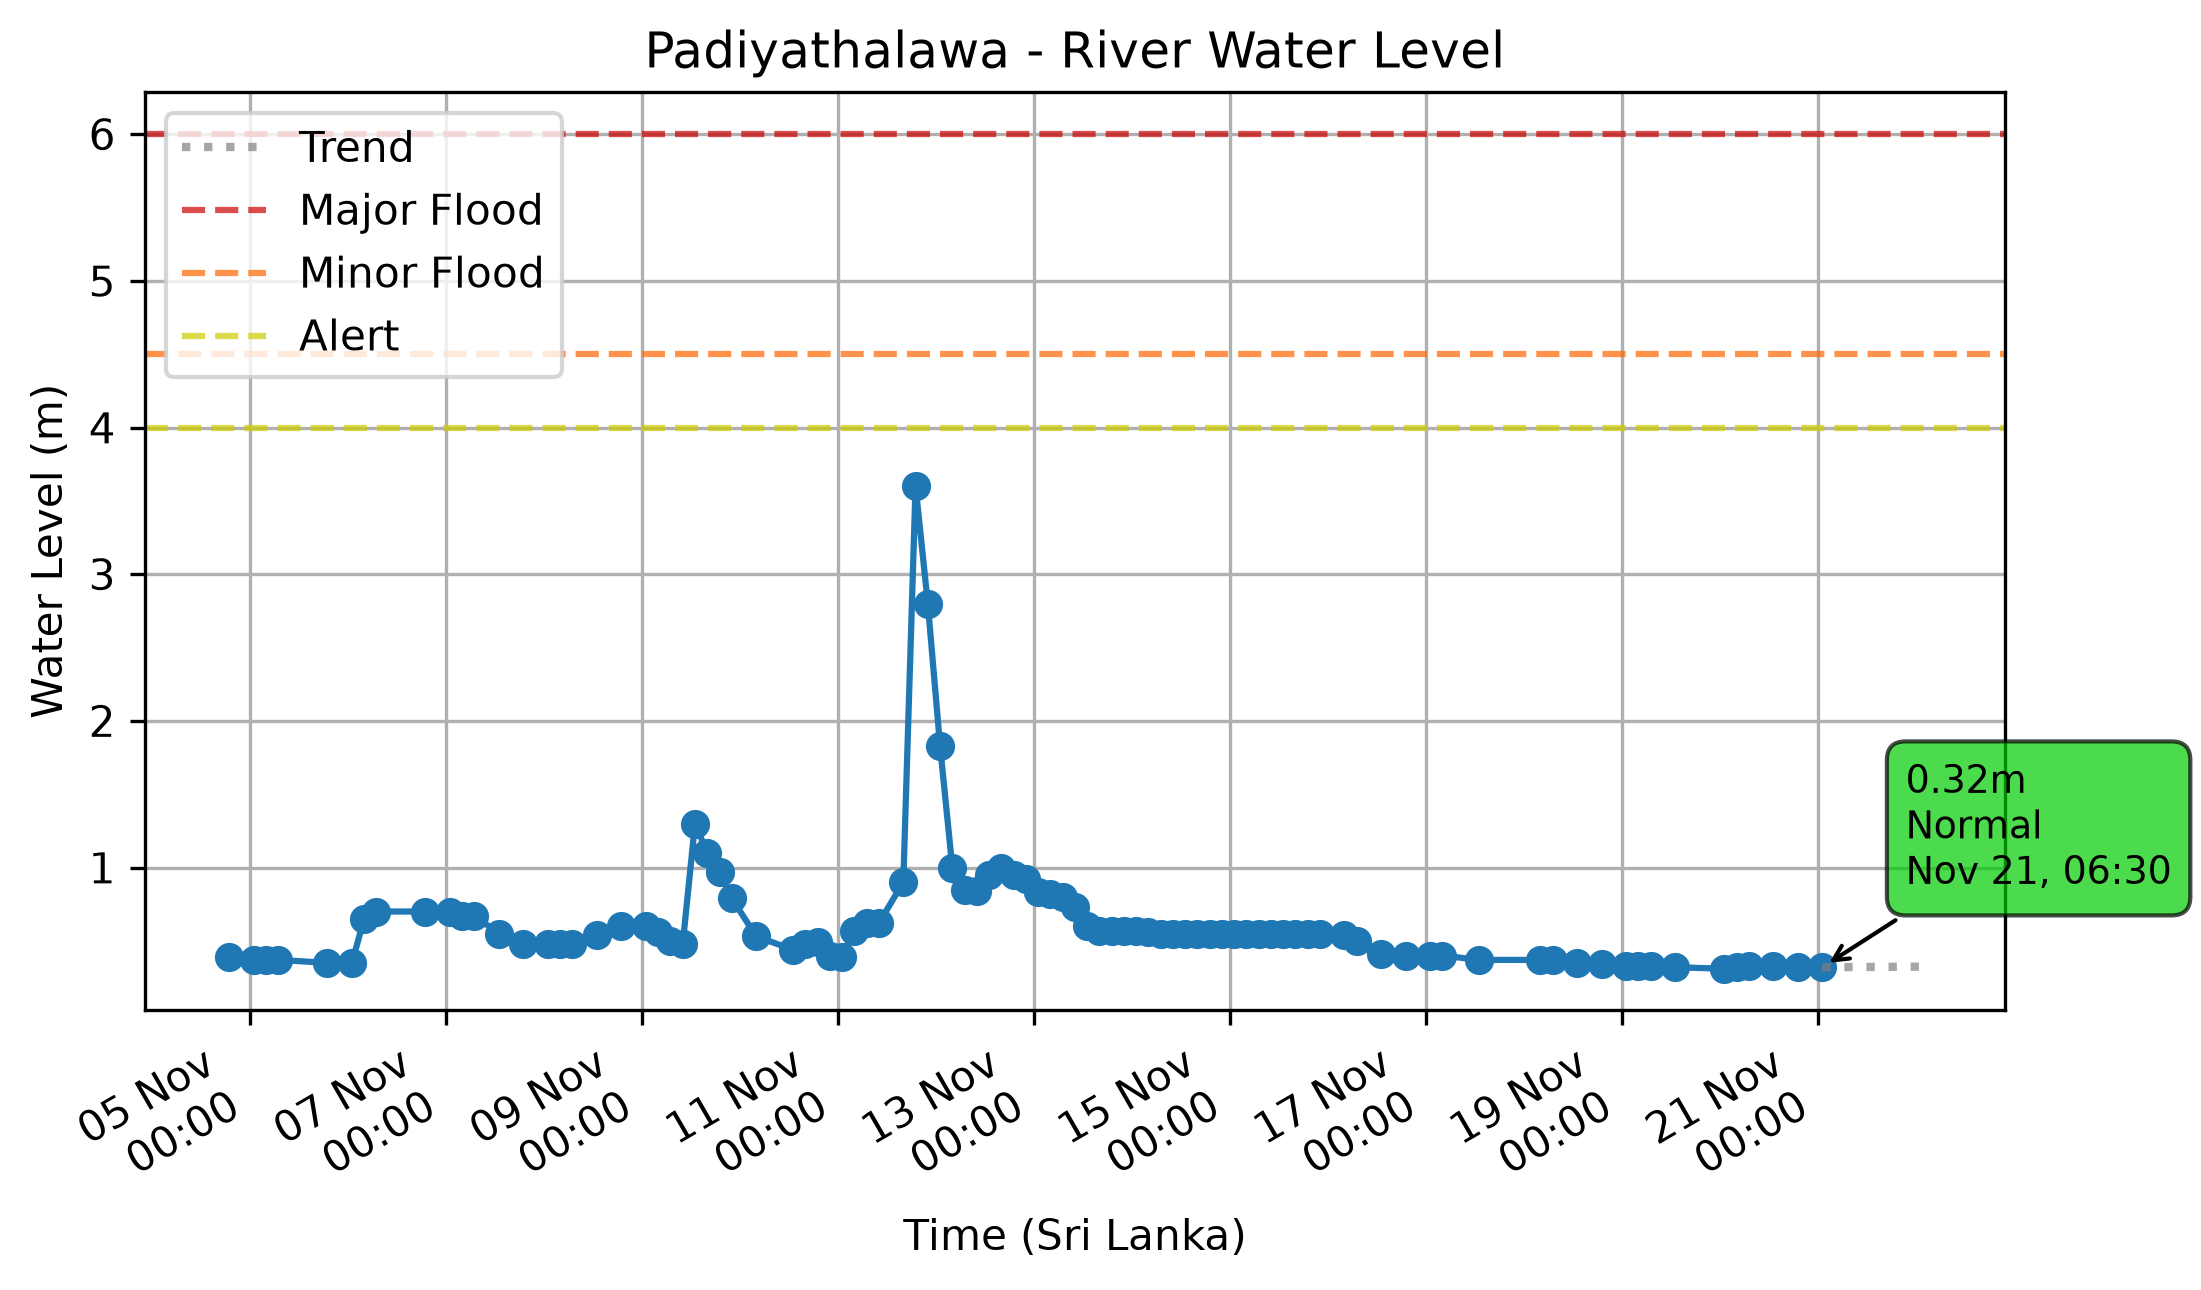 Padiyathalawa - River Water Level
Trend
Major Flood
Minor Flood
Alert
6
5
4
3
2
1
Water Level (m)
0.32m
Normal
Nov 21, 06:30
05 Nov
00:00
07 Nov
00:00
09 Nov
00:00
11 Nov
00:00
13 Nov
00:00
15 Nov
00:00
17 Nov
00:00
19 Nov
00:00
21 Nov
00:00
Time (Sri Lanka)